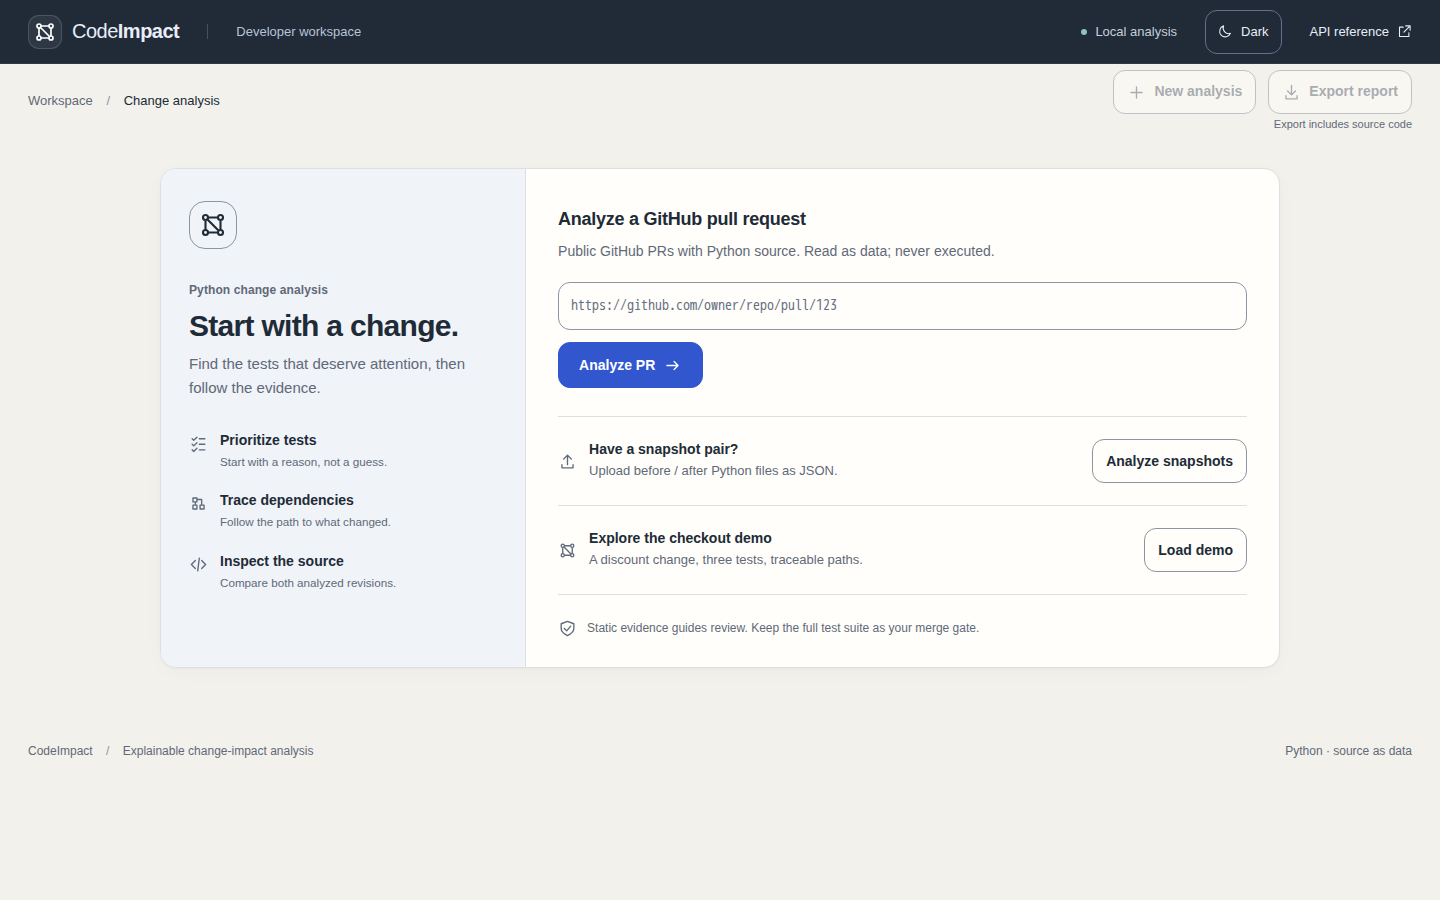 CodeImpact
Developer workspace
Local analysis
Dark
API reference
Workspace / Change analysis
New analysis
Export report
Export includes source code
Python change analysis
Start with a change.
Find the tests that deserve attention, then
follow the evidence.
Prioritize tests
Start with a reason, not a guess.
Trace dependencies
Follow the path to what changed.
Inspect the source
Compare both analyzed revisions.
Analyze a GitHub pull request
Public GitHub PRs with Python source. Read as data; never executed.
https://github.com/owner/repo/pull/123
Analyze PR
Have a snapshot pair?
Upload before / after Python files as JSON.
Analyze snapshots
Explore the checkout demo
A discount change, three tests, traceable paths.
Load demo
Static evidence guides review. Keep the full test suite as your merge gate.
CodeImpact / Explainable change-impact analysis
Python · source as data